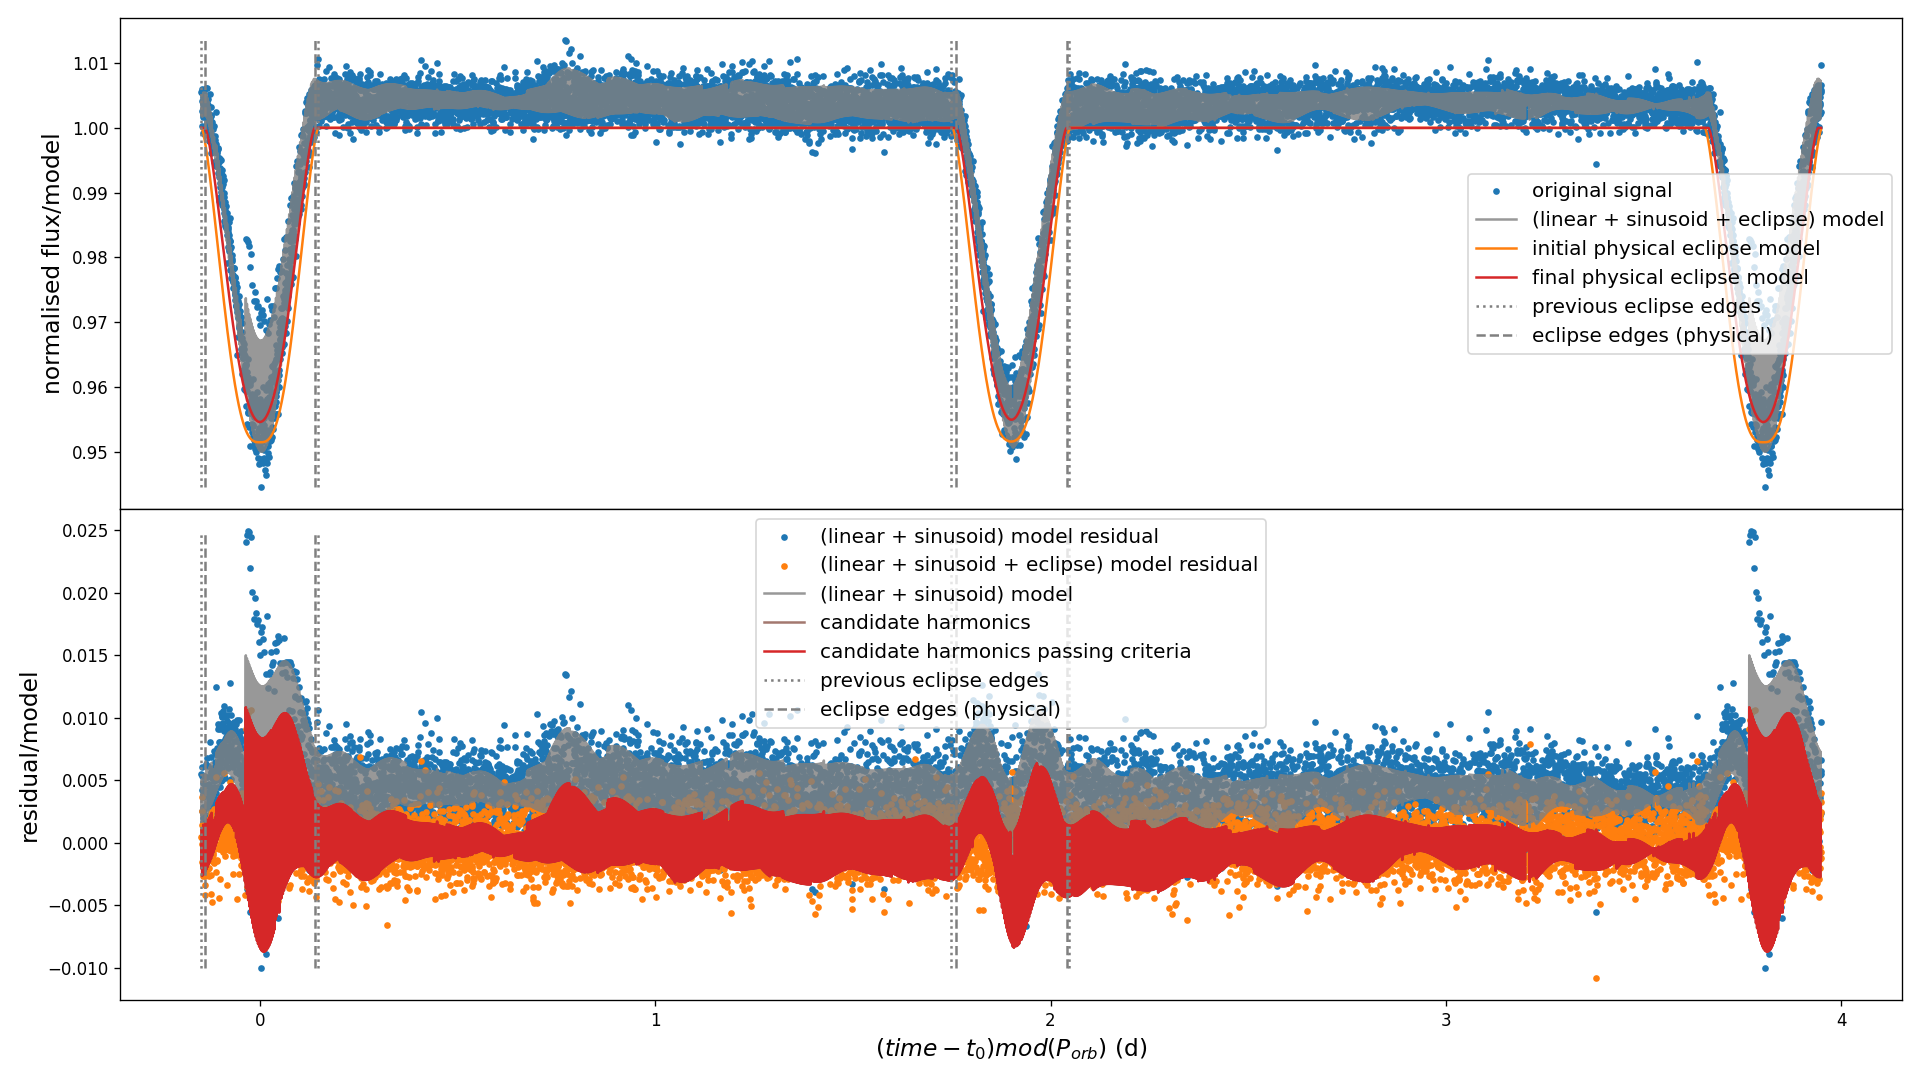 normalised flux/model
1.01
1.00
0.99
0.98
0.97
0.96
0.95
original signal
(linear + sinusoid + eclipse) model
initial physical eclipse model
final physical eclipse model
previous eclipse edges
eclipse edges (physical)
residual/model
0.025
0.020
0.015
0.010
0.005
0.000
−0.005
−0.010
(linear + sinusoid) model residual
(linear + sinusoid + eclipse) model residual
(linear + sinusoid) model
candidate harmonics
candidate harmonics passing criteria
previous eclipse edges
eclipse edges (physical)
0 1 2 3 4
(time − t₀)mod(Pₒᵣb) (d)